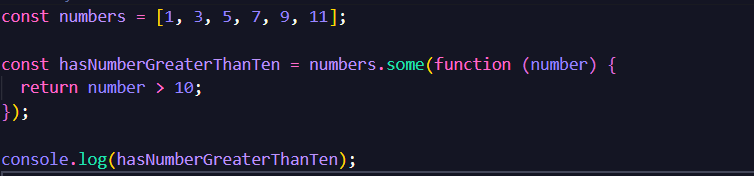 const numbers = [1, 3, 5, 7, 9, 11];
const hasNumberGreaterThanTen = numbers.some(function (number) {
  return number > 10;
});
console.log(hasNumberGreaterThanTen);